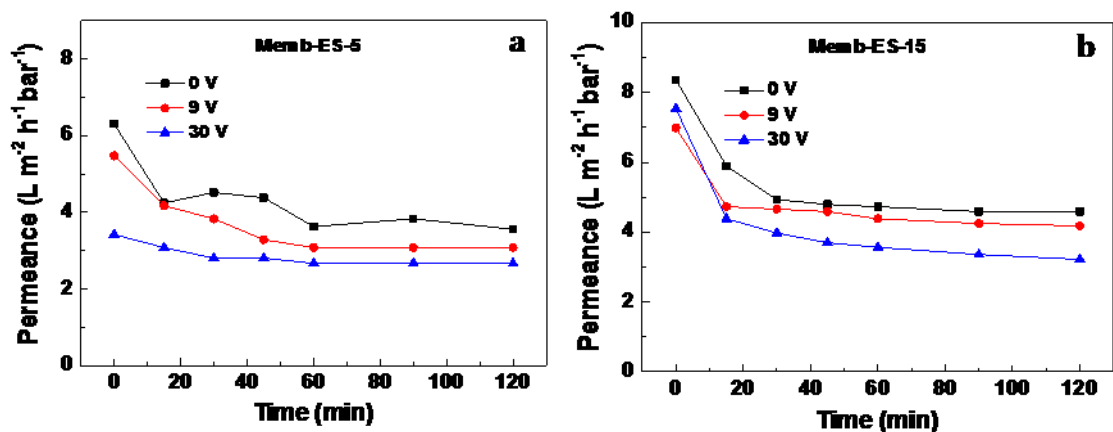 Memb-ES-5
a
0 V
9 V
30 V
8
6
4
2
0
0 20 40 60 80 100 120
Time (min)
Permeance (L m⁻² h⁻¹ bar⁻¹)
Memb-ES-15
b
0 V
9 V
30 V
10
8
6
4
2
0
0 20 40 60 80 100 120
Time (min)
Permeance (L m⁻² h⁻¹ bar⁻¹)